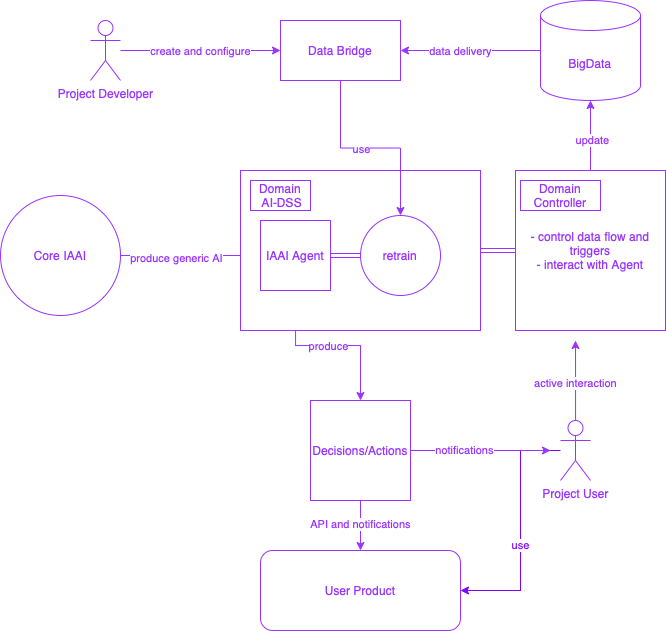 create and configure
Data Bridge
data delivery
BigData
Project Developer
use
update
Domain
AI-DSS
Domain
Controller
Core IAAI
produce generic AI
IAAI Agent
retrain
- control data flow and
triggers
- interact with Agent
produce
active interaction
Decisions/Actions
notifications
Project User
API and notifications
use
User Product